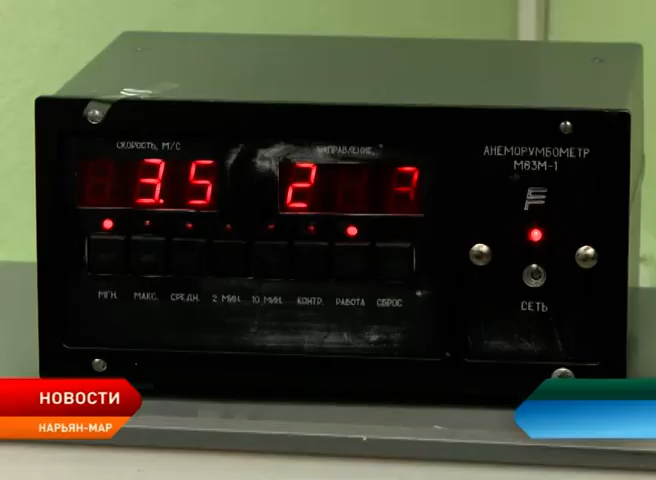 СКОРОСТЬ, М/С
НАПРАВЛЕНИЕ, °
3.5
АНЕМОРУМБОМЕТР
М63М-1
МГН. МАКС. СРЕДН. 2 МИН. 10 МИН. КОНТР. РАБОТА СБРОС
СЕТЬ
НОВОСТИ
НАРЬЯН-МАР